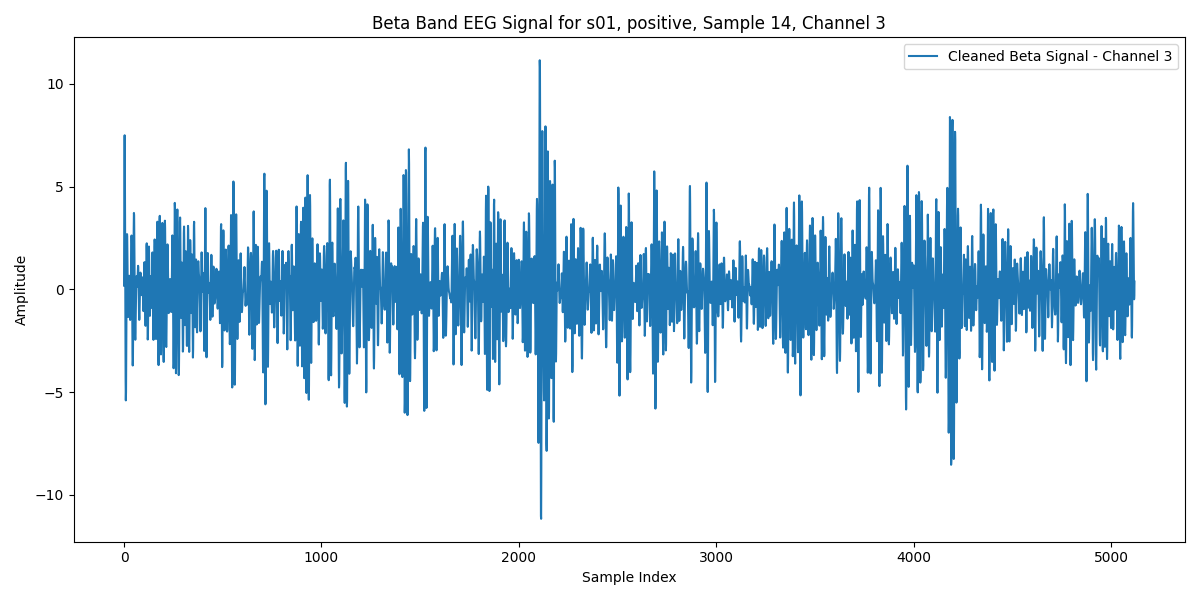 Beta Band EEG Signal for s01, positive, Sample 14, Channel 3
Cleaned Beta Signal - Channel 3
Amplitude
10
5
0
−5
−10
0 1000 2000 3000 4000 5000
Sample Index